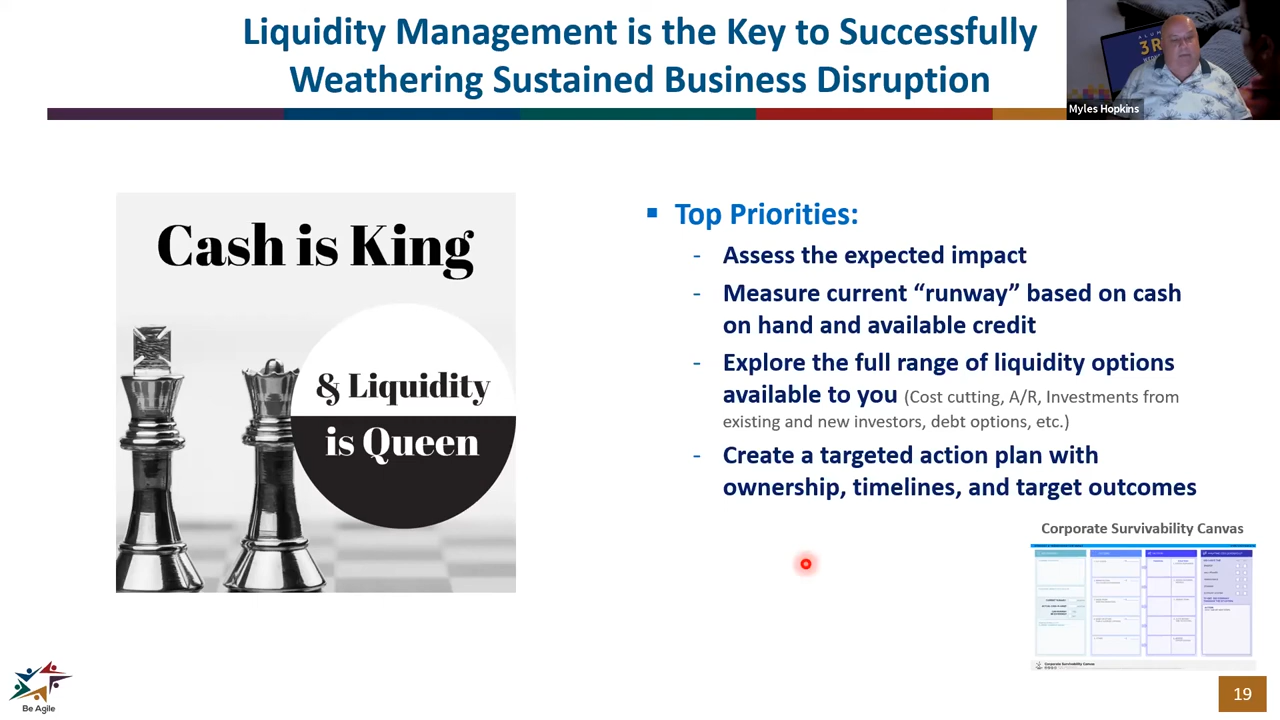 Liquidity Management is the Key to Successfully
Weathering Sustained Business Disruption
Myles Hopkins
Cash is King
& Liquidity
is Queen
▪ Top Priorities:
- Assess the expected impact
- Measure current “runway” based on cash
on hand and available credit
- Explore the full range of liquidity options
available to you (Cost cutting, A/R, Investments from
existing and new investors, debt options, etc.)
- Create a targeted action plan with
ownership, timelines, and target outcomes
Corporate Survivability Canvas
Corporate Survivability Canvas
Be Agile
19